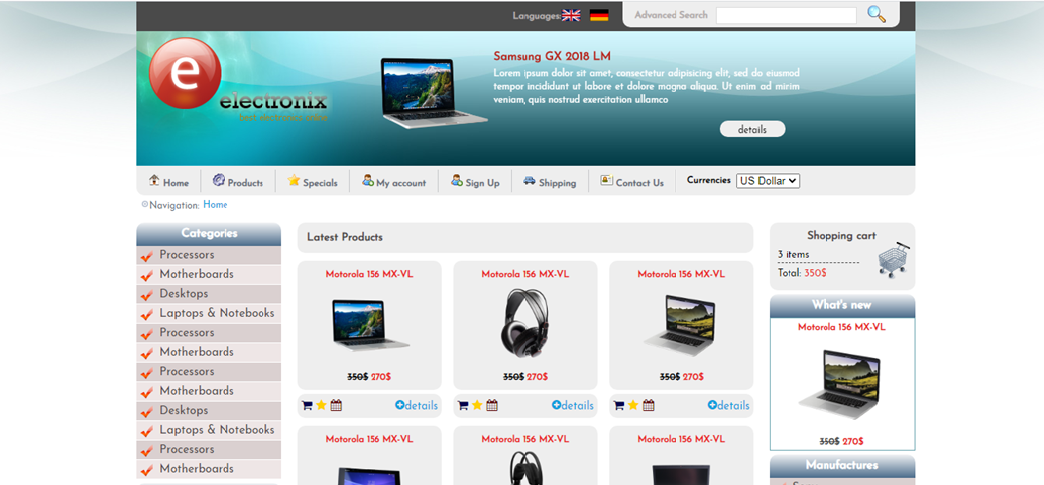 Languages:
Advanced Search
e
electronix
Samsung GX 2018 LM
Lorem ipsum dolor sit amet, consectetur adipisicing elit, sed do eiusmod
tempor incididunt ut labore et dolore magna aliqua. Ut enim ad mirim
veniam, quis nostrud exercitation ullamco
details
Home
Products
Specials
My account
Sign Up
Shipping
Contact Us
Currencies
US Dollar
Navigation: Home
Categories
Processors
Motherboards
Desktops
Laptops & Notebooks
Processors
Motherboards
Processors
Motherboards
Desktops
Laptops & Notebooks
Processors
Motherboards
Latest Products
Motorola 156 MX-VL
350$ 270$
details
Motorola 156 MX-VL
350$ 270$
details
Motorola 156 MX-VL
350$ 270$
details
Motorola 156 MX-VL
Motorola 156 MX-VL
Motorola 156 MX-VL
Shopping cart
3 items
Total: 350$
What's new
Motorola 156 MX-VL
350$ 270$
Manufactures